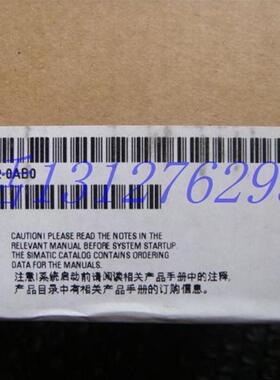 2-0AB0
13127629
CAUTION! PLEASE READ THE NOTES IN THE
RELEVANT MANUAL BEFORE SYSTEM STARTUP.
THE SIMATIC CATALOG CONTAINS ORDERING
DATA FOR THE MANUALS.
注意!系统启动前请阅读相关产品手册中的注释,
产品目录中有相关产品手册的订购信息。